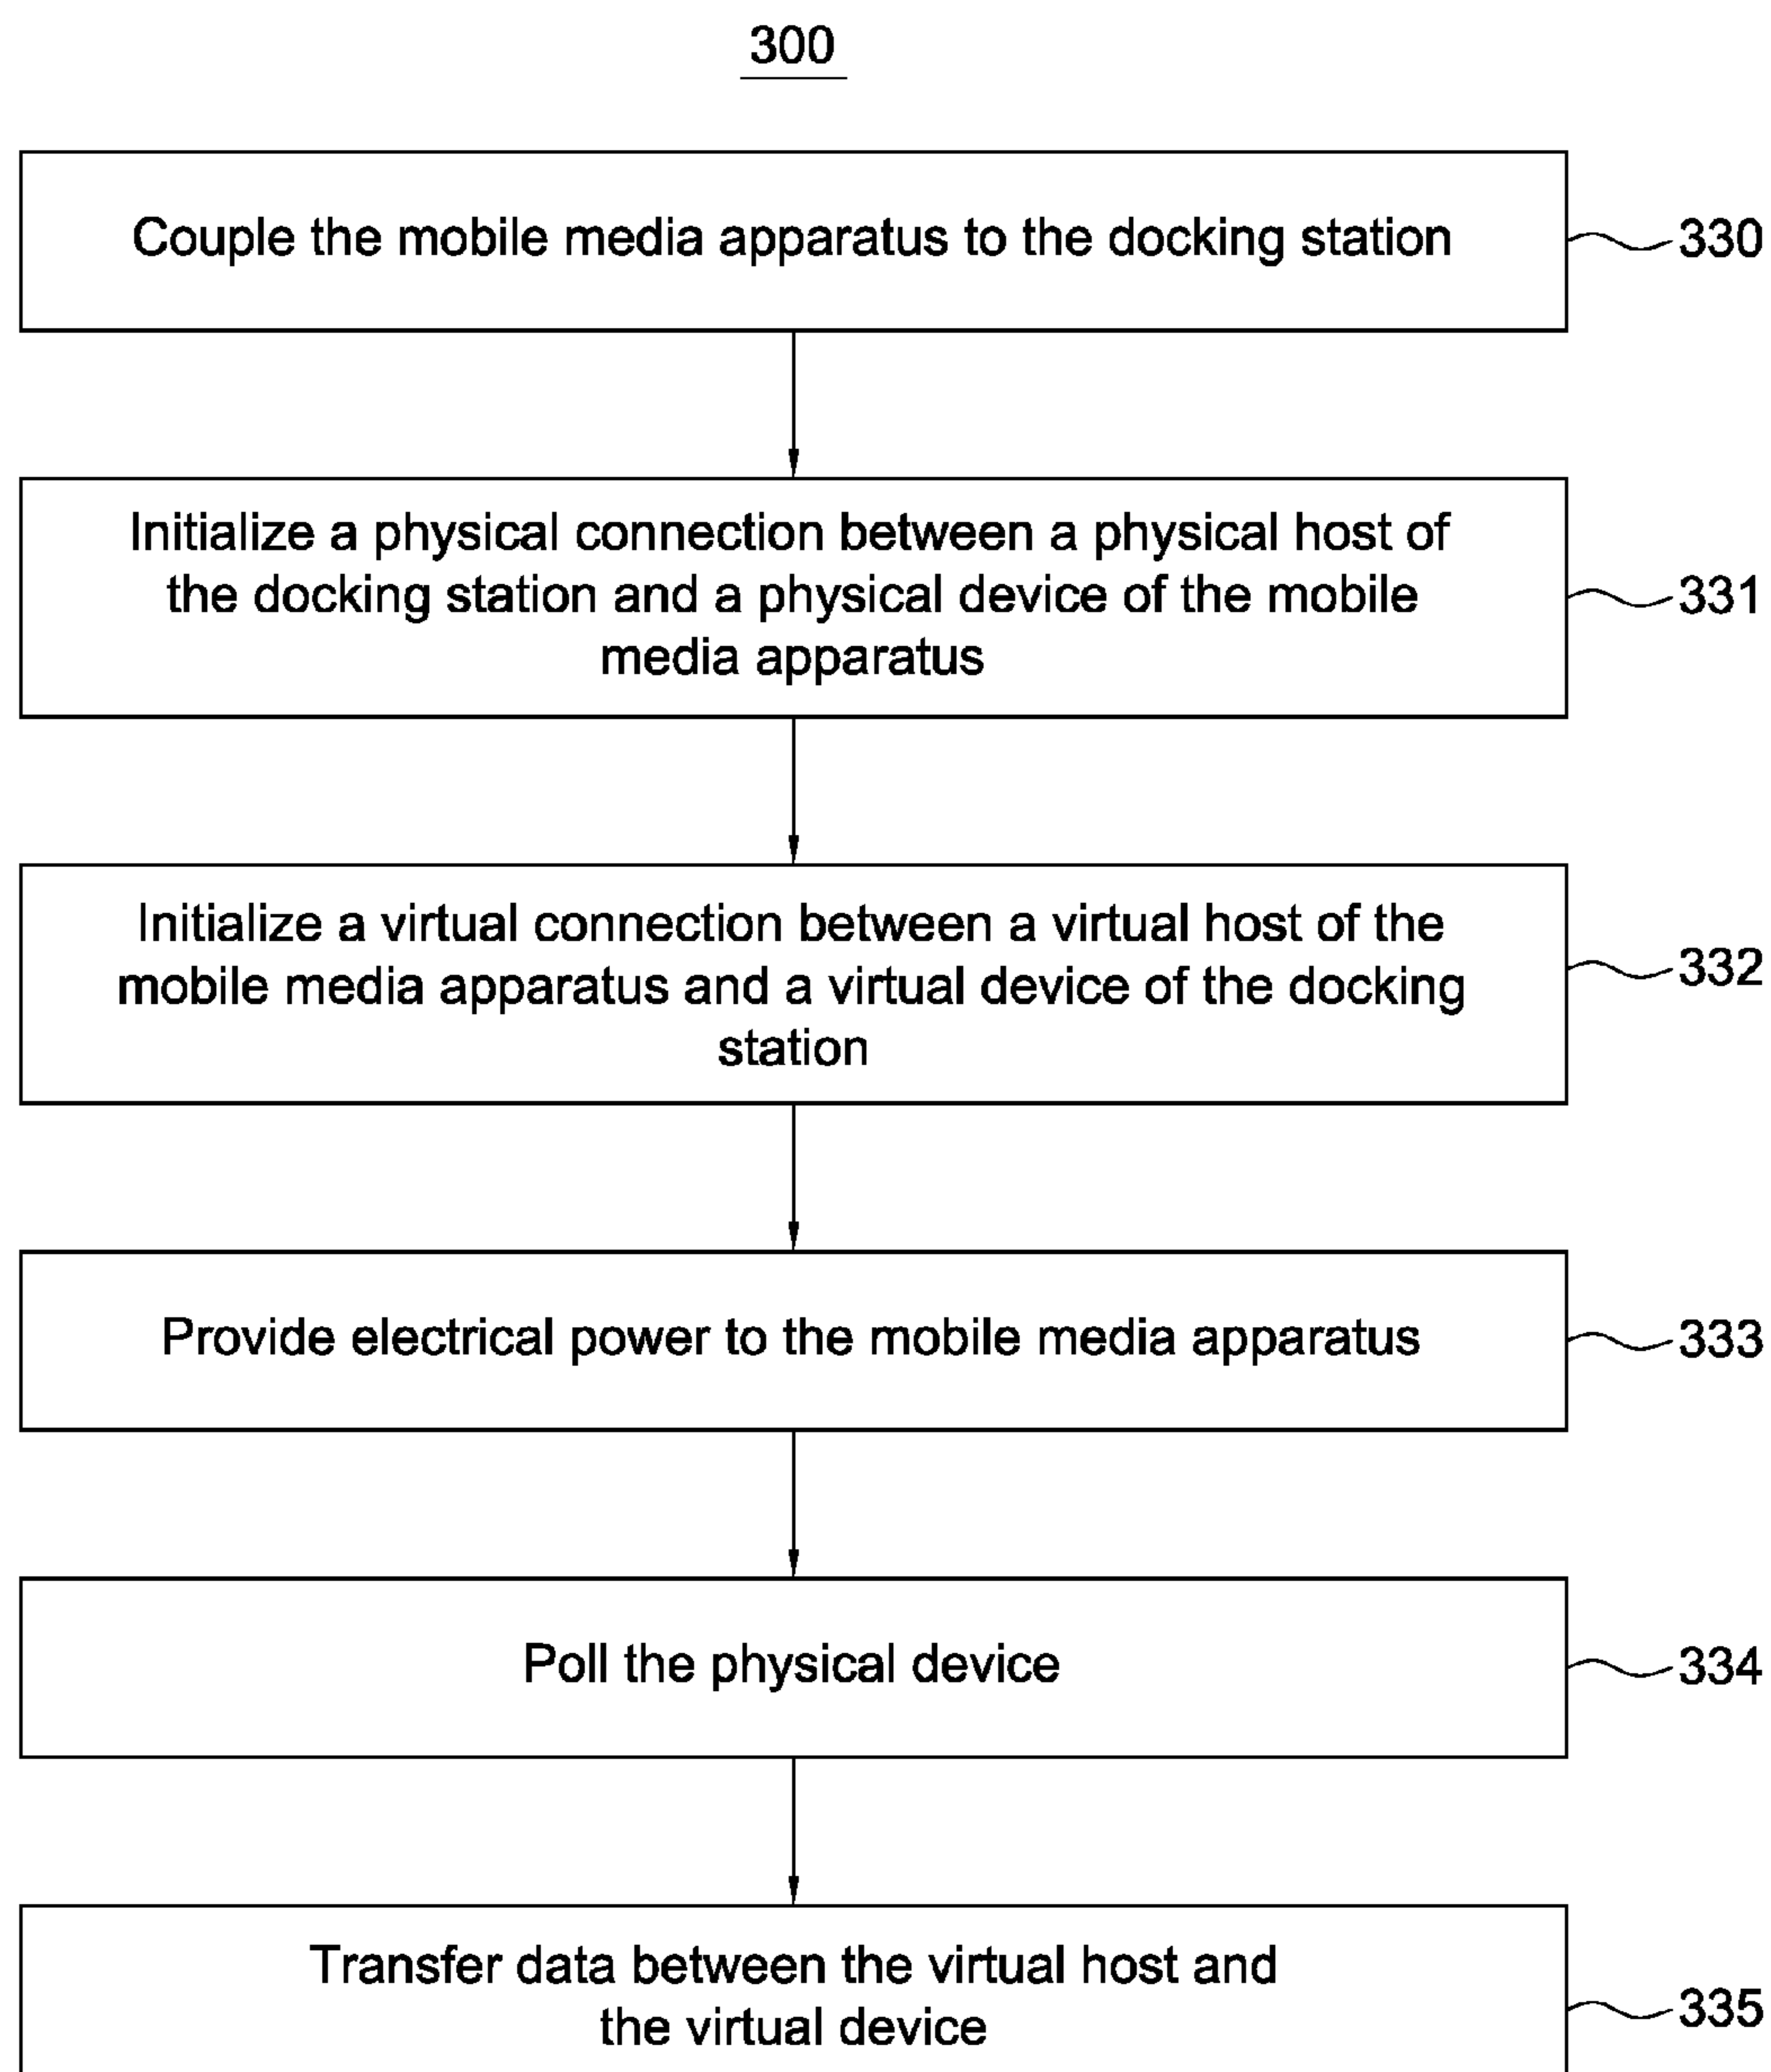 300
Couple the mobile media apparatus to the docking station
330
Initialize a physical connection between a physical host of
the docking station and a physical device of the mobile
media apparatus
331
Initialize a virtual connection between a virtual host of the
mobile media apparatus and a virtual device of the docking
station
332
Provide electrical power to the mobile media apparatus
333
Poll the physical device
334
Transfer data between the virtual host and
the virtual device
335